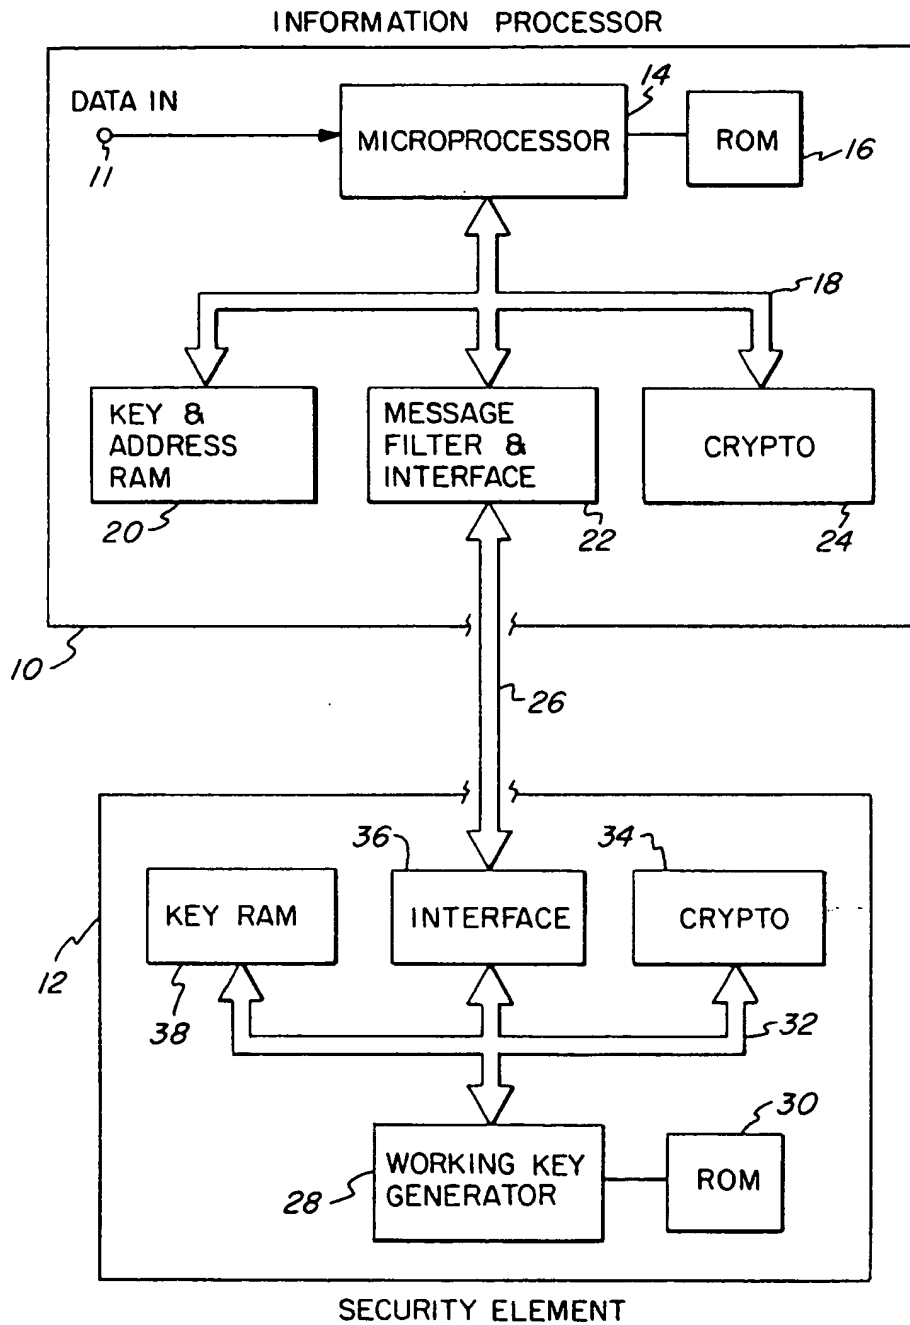 INFORMATION PROCESSOR
DATA IN
11
14
MICROPROCESSOR
ROM
16
18
KEY &
ADDRESS
RAM
20
MESSAGE
FILTER &
INTERFACE
22
CRYPTO
24
10
26
36
34
KEY RAM
INTERFACE
CRYPTO
12
38
32
30
WORKING KEY
GENERATOR
28
ROM
SECURITY ELEMENT